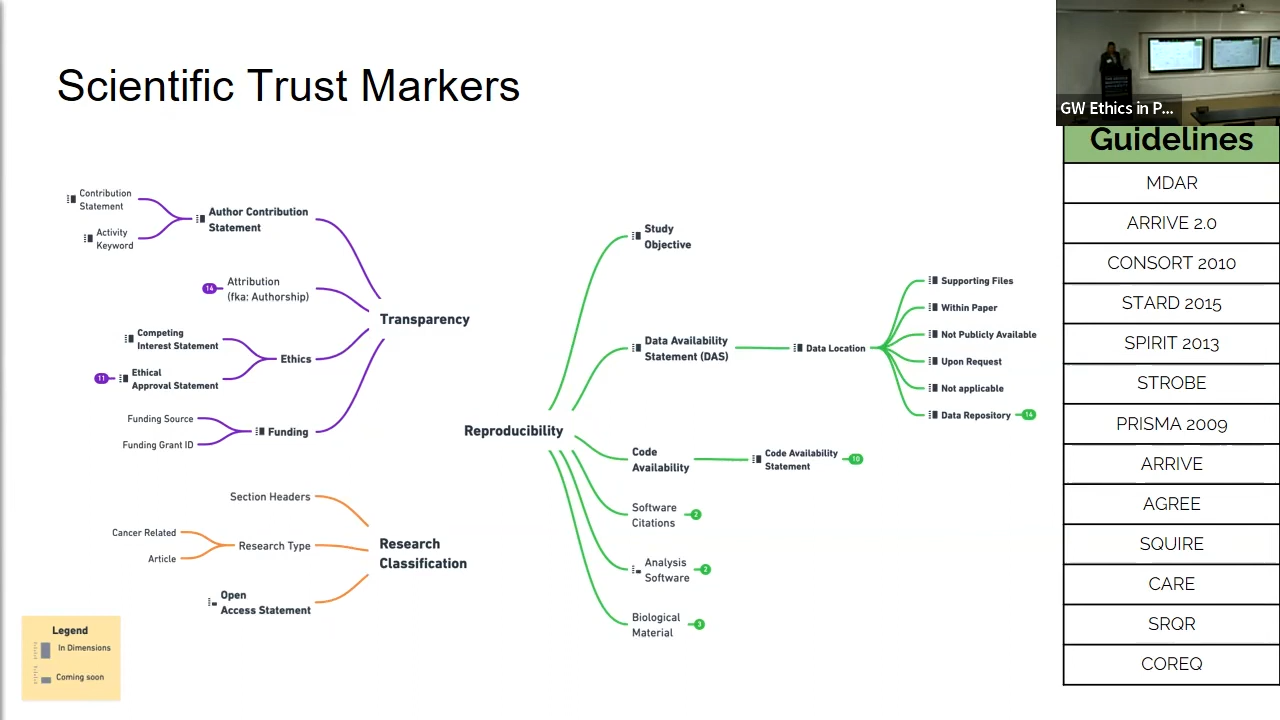 Scientific Trust Markers
GW Ethics in P...
Guidelines
MDAR
ARRIVE 2.0
CONSORT 2010
STARD 2015
SPIRIT 2013
STROBE
PRISMA 2009
ARRIVE
AGREE
SQUIRE
CARE
SRQR
COREQ
Contribution
Statement
Activity
Keyword
Author Contribution
Statement
14
Attribution
(fka: Authorship)
Transparency
Competing
Interest Statement
11
Ethical
Approval Statement
Ethics
Funding Source
Funding Grant ID
Funding
Section Headers
Cancer Related
Article
Research Type
Research
Classification
Open
Access Statement
Reproducibility
Study
Objective
Data Availability
Statement (DAS)
Data Location
Supporting Files
Within Paper
Not Publicly Available
Upon Request
Not applicable
Data Repository
14
Code
Availability
Code Availability
Statement
10
Software
Citations
2
Analysis
Software
2
Biological
Material
3
Legend
In Dimensions
Coming soon